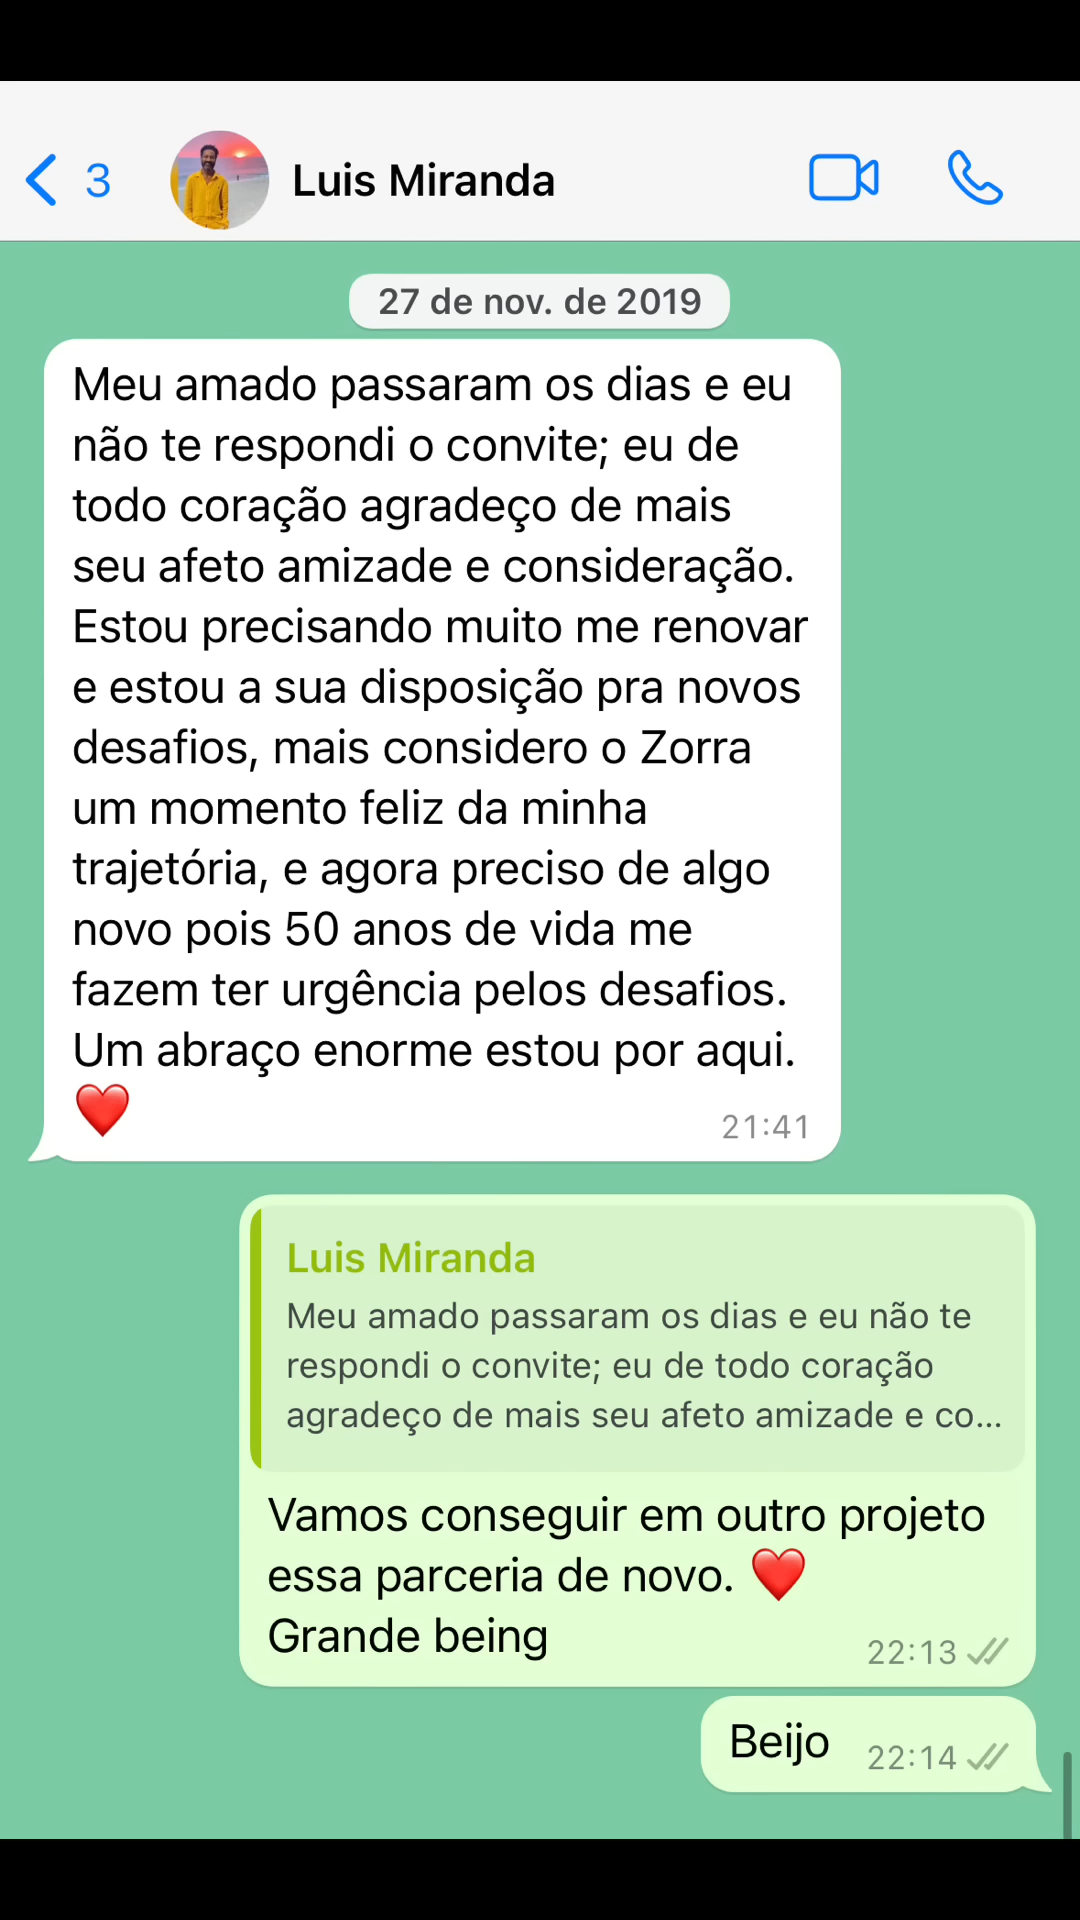 3
Luis Miranda
27 de nov. de 2019
Meu amado passaram os dias e eu
não te respondi o convite; eu de
todo coração agradeço de mais
seu afeto amizade e consideração.
Estou precisando muito me renovar
e estou a sua disposição pra novos
desafios, mais considero o Zorra
um momento feliz da minha
trajetória, e agora preciso de algo
novo pois 50 anos de vida me
fazem ter urgência pelos desafios.
Um abraço enorme estou por aqui.
❤️
21:41
Luis Miranda
Meu amado passaram os dias e eu não te
respondi o convite; eu de todo coração
agradeço de mais seu afeto amizade e co...
Vamos conseguir em outro projeto
essa parceria de novo. ❤️
Grande being
22:13
Beijo 22:14